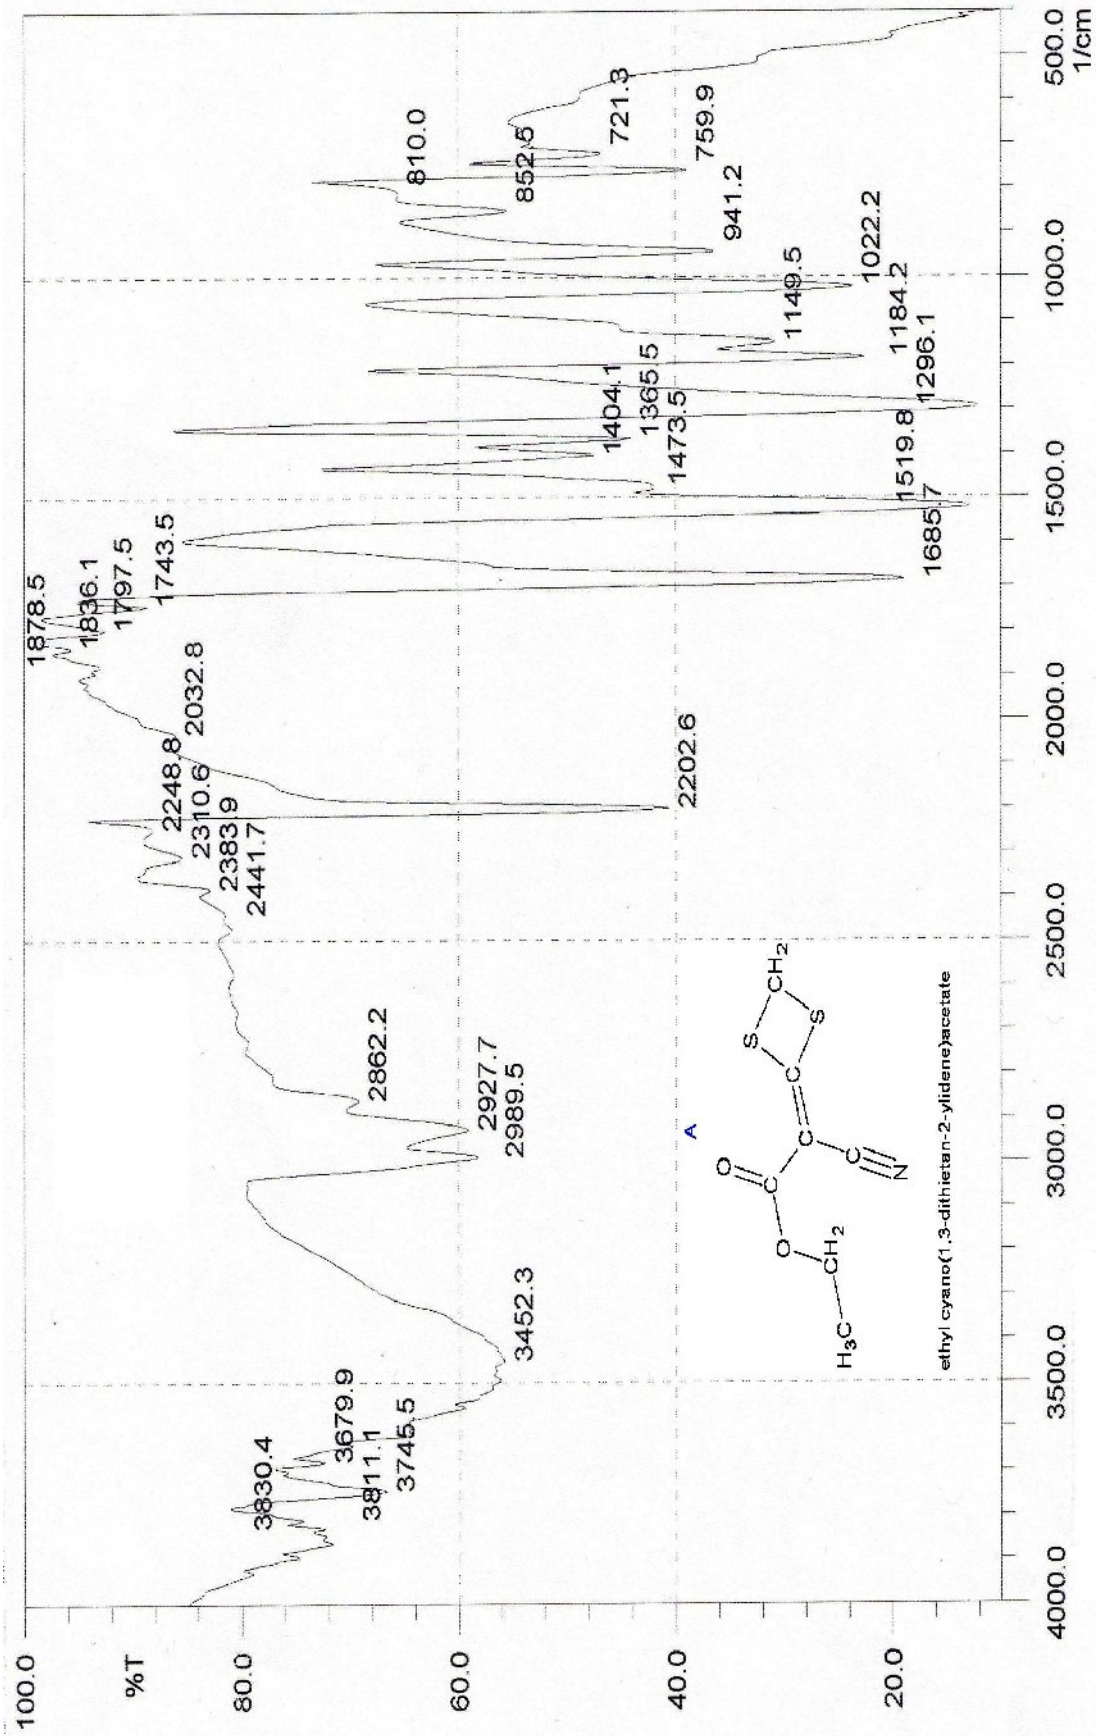 100.0
%T
80.0
60.0
40.0
20.0
4000.0
3500.0
3000.0
2500.0
2000.0
1500.0
1000.0
500.0
1/cm
3830.4
3811.1
3745.5
3679.9
3452.3
2989.5
2927.7
2862.2
2441.7
2383.9
2310.6
2248.8
2202.6
2032.8
1878.5
1836.1
1797.5
1743.5
1685.7
1519.8
1473.5
1404.1
1365.5
1296.1
1184.2
1149.5
1022.2
941.2
852.5
810.0
759.9
721.3
A
O
S
CH2
C
C
C
S
O
CH2
C
N
H3C
ethyl cyano(1,3-dithietan-2-ylidene)acetate